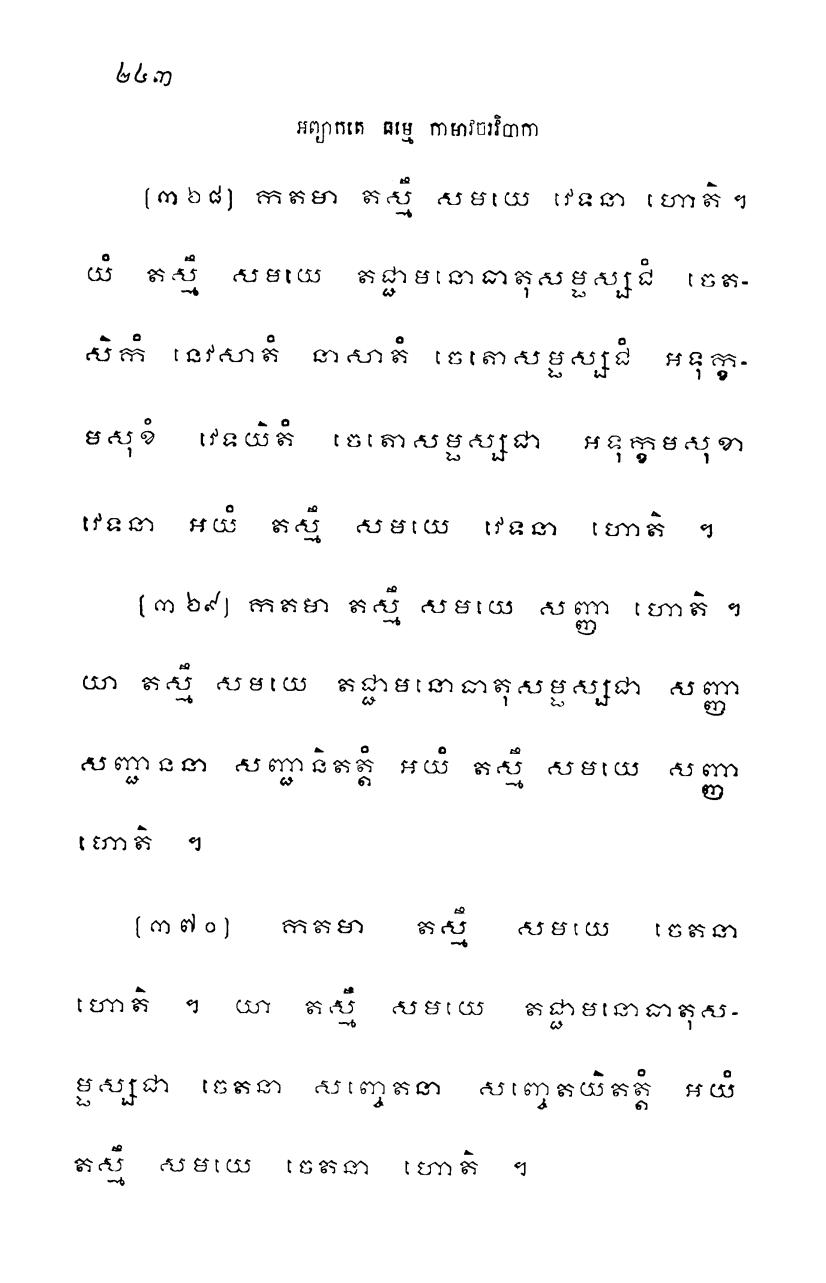 ២៤៣
អព្យាកតេ ធម្មេ កាមាវចរវិបាកា
(៣៦៨) កតមា តស្មឹ សមយេ វេទនា ហោតិ ។
យំ តស្មឹ សមយេ តជ្ជាមនោធាតុសម្ផស្សជំ ចេត-
សិកំ នេវសាតំ នាសាតំ ចេតោសម្ផស្សជំ អទុក្ខ-
មសុខំ វេទយិតំ ចេតោសម្ផស្សជា អទុក្ខមសុខា
វេទនា អយំ តស្មឹ សមយេ វេទនា ហោតិ ។
(៣៦៩) កតមា តស្មឹ សមយេ សញ្ញា ហោតិ ។
យា តស្មឹ សមយេ តជ្ជាមនោធាតុសម្ផស្សជា សញ្ញា
សញ្ជាននា សញ្ជានិតត្តំ អយំ តស្មឹ សមយេ សញ្ញា
ហោតិ ។
(៣៧០) កតមា តស្មឹ សមយេ ចេតនា
ហោតិ ។ យា តស្មឹ សមយេ តជ្ជាមនោធាតុស-
ម្ផស្សជា ចេតនា សញ្ចេតនា សញ្ចេតយិតត្តំ អយំ
តស្មឹ សមយេ ចេតនា ហោតិ ។